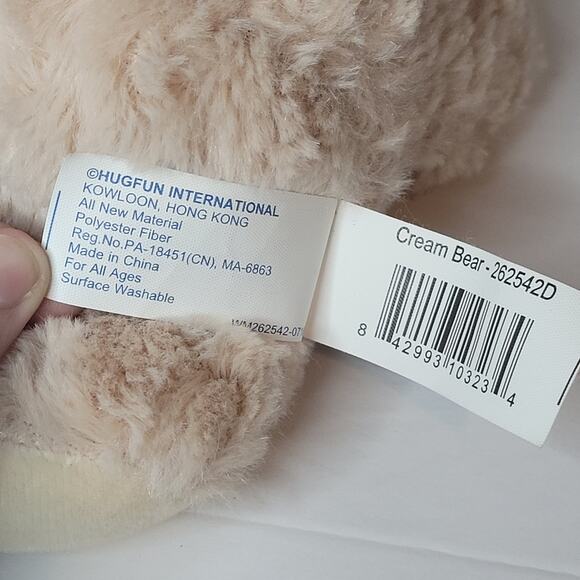 ©HUGFUN INTERNATIONAL
KOWLOON, HONG KONG
All New Material
Polyester Fiber
Reg.No.PA-18451(CN), MA-6863
Made in China
For All Ages
Surface Washable
WM262542-07
Cream Bear-262542D
8 42993 10323 4